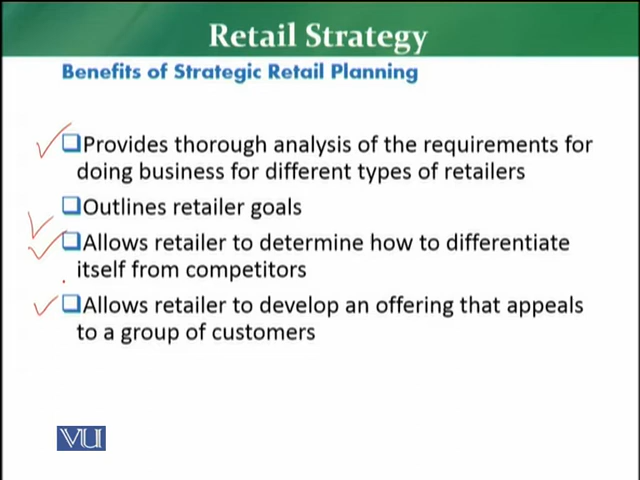 Retail Strategy
Benefits of Strategic Retail Planning
Provides thorough analysis of the requirements for
doing business for different types of retailers
Outlines retailer goals
Allows retailer to determine how to differentiate
itself from competitors
Allows retailer to develop an offering that appeals
to a group of customers
VU